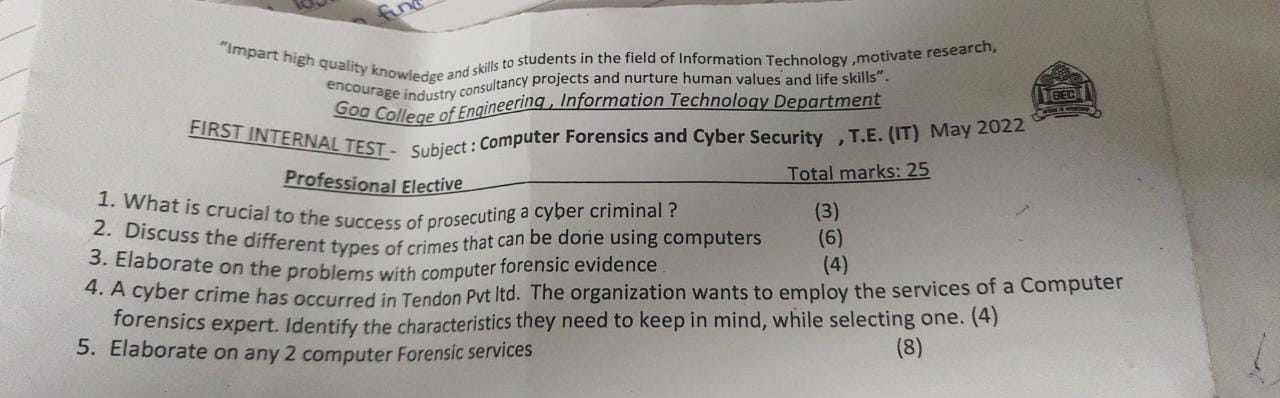 func
"Impart high quality knowledge and skills to students in the field of Information Technology ,motivate research,
encourage industry consultancy projects and nurture human values and life skills".
Goa College of Engineering , Information Technology Department
GEC
FIRST INTERNAL TEST - Subject : Computer Forensics and Cyber Security , T.E. (IT) May 2022
Professional Elective Total marks: 25
1. What is crucial to the success of prosecuting a cyber criminal ? (3)
2. Discuss the different types of crimes that can be done using computers (6)
3. Elaborate on the problems with computer forensic evidence (4)
4. A cyber crime has occurred in Tendon Pvt ltd. The organization wants to employ the services of a Computer
forensics expert. Identify the characteristics they need to keep in mind, while selecting one. (4)
5. Elaborate on any 2 computer Forensic services (8)